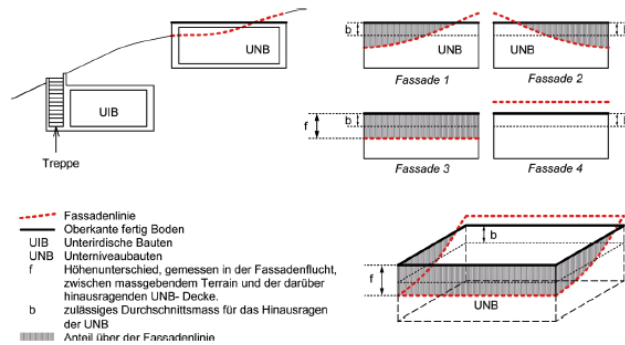 UNB
UIB
Treppe
b
UNB
Fassade 1
UNB
Fassade 2
f
b
Fassade 3
Fassade 4
Fassadenlinie
Oberkante fertig Boden
UIB Unterirdische Bauten
UNB Unterniveaubauten
f Höhenunterschied, gemessen in der Fassadenflucht,
zwischen massgebendem Terrain und der darüber
hinausragenden UNB- Decke.
b zulässiges Durchschnittsmass für das Hinausragen
der UNB
Anteil über der Fassadenlinie
b
f
UNB